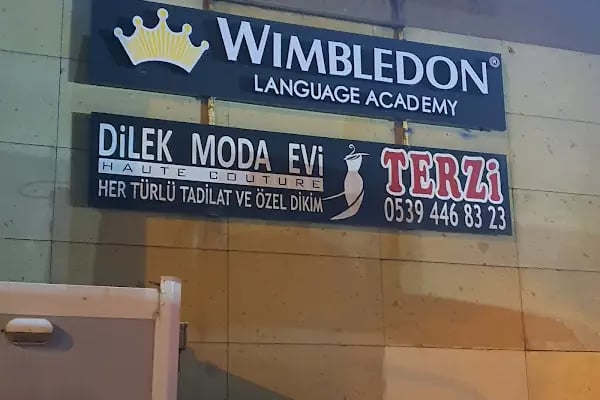 WIMBLEDON®
LANGUAGE ACADEMY
DİLEK MODA EVİ
HAUTE COUTURE
HER TÜRLÜ TADİLAT VE ÖZEL DİKİM
TERZİ
0539 446 83 23